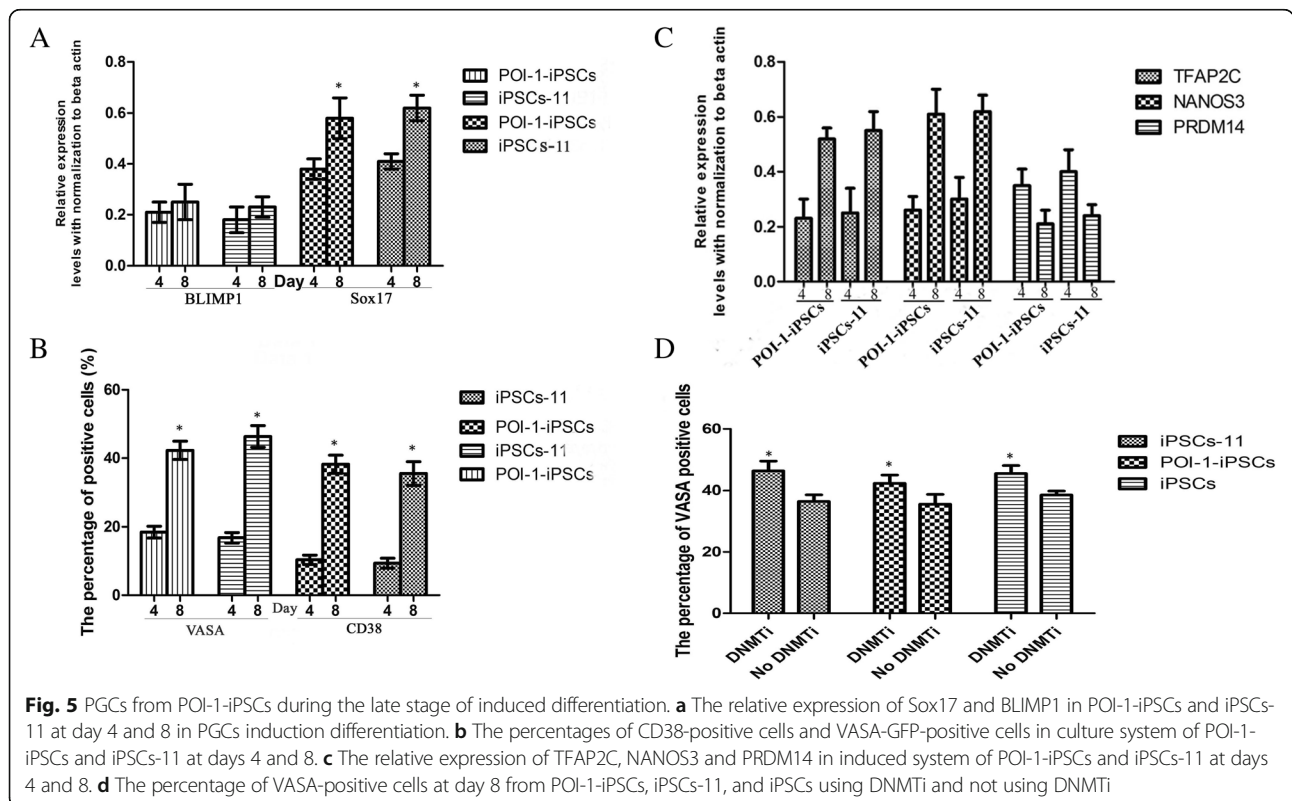 A
Relative expression
levels with normalization to beta actin
0.8
0.6
0.4
0.2
0.0
* *
4 8 4 8 Day 4 8 4 8
BLIMP1 Sox17
POI-1-iPSCs
iPSCs-11
POI-1-iPSCs
iPSCs-11
B
The percentage of positive cells (%)
60
40
20
0
* * * *
4 8 4 8 Day 4 8 4 8
VASA CD38
iPSCs-11
POI-1-iPSCs
iPSCs-11
POI-1-iPSCs
C
Relative expression
levels with normalization to beta actin
0.8
0.6
0.4
0.2
0.0
4 8 4 8 4 8 4 8 4 8 4 8
POI-1-iPSCs iPSCs-11 POI-1-iPSCs iPSCs-11 POI-1-iPSCs iPSCs-11
TFAP2C
NANOS3
PRDM14
D
The percentage of VASA positive cells
60
40
20
0
* * *
DNMTi No DNMTi DNMTi No DNMTi DNMTi No DNMTi
iPSCs-11
POI-1-iPSCs
iPSCs
Fig. 5 PGCs from POI-1-iPSCs during the late stage of induced differentiation. a The relative expression of Sox17 and BLIMP1 in POI-1-iPSCs and iPSCs-
11 at day 4 and 8 in PGCs induction differentiation. b The percentages of CD38-positive cells and VASA-GFP-positive cells in culture system of POI-1-
iPSCs and iPSCs-11 at days 4 and 8. c The relative expression of TFAP2C, NANOS3 and PRDM14 in induced system of POI-1-iPSCs and iPSCs-11 at days
4 and 8. d The percentage of VASA-positive cells at day 8 from POI-1-iPSCs, iPSCs-11, and iPSCs using DNMTi and not using DNMTi